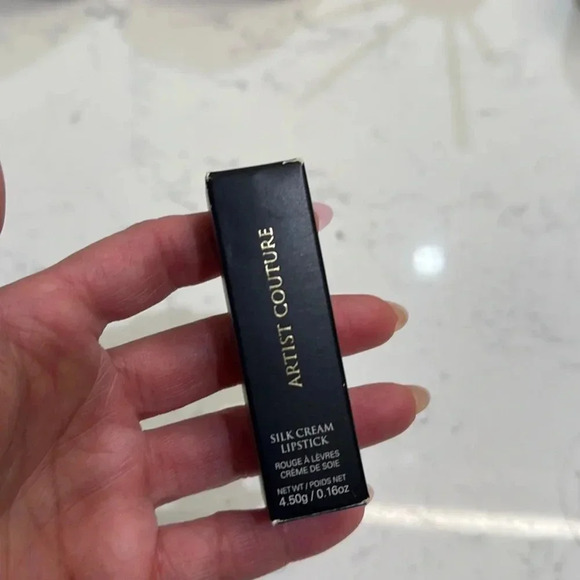 ARTIST COUTURE
SILK CREAM
LIPSTICK
ROUGE À LÈVRES
CRÈME DE SOIE
NET WT / POIDS NET
4.50g / 0.16oz